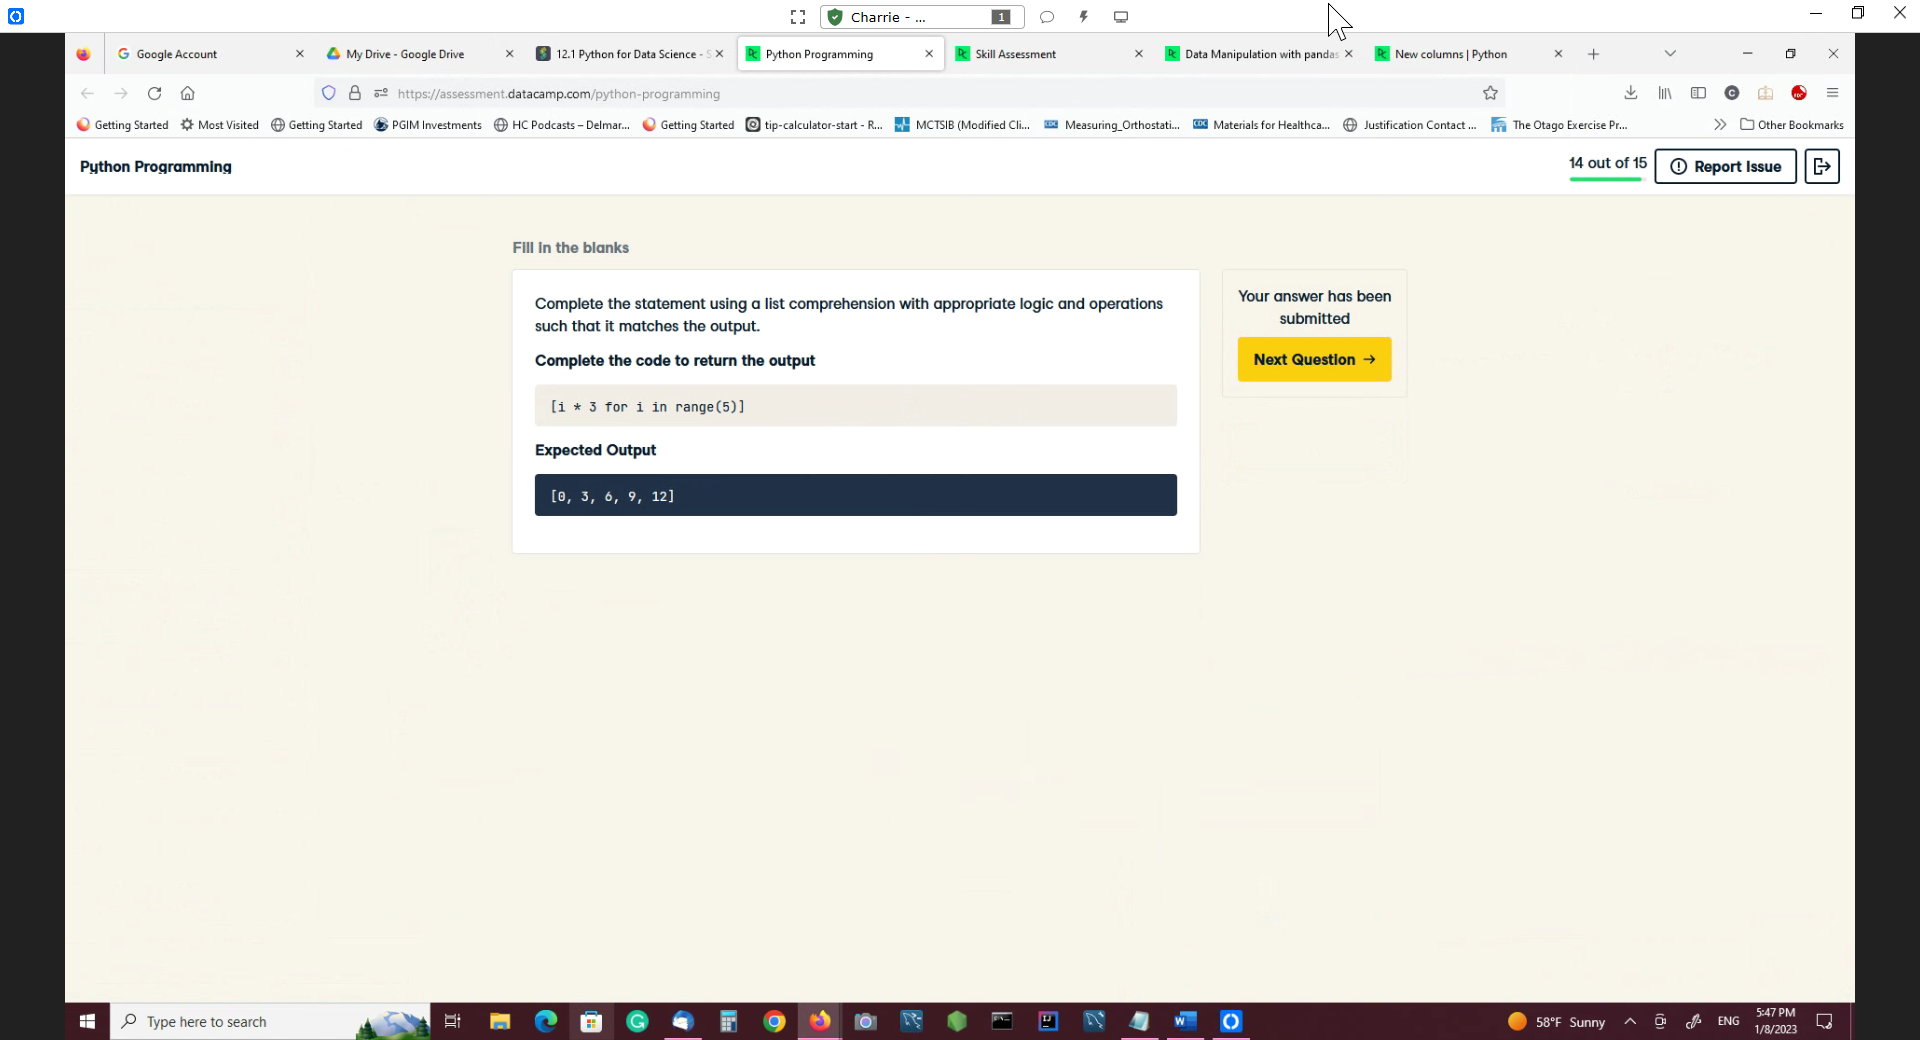 Charrie - ...
1
Google Account
My Drive - Google Drive
12.1 Python for Data Science - S
Python Programming
Skill Assessment
Data Manipulation with pandas
New columns | Python
https://assessment.datacamp.com/python-programming
Getting Started
Most Visited
Getting Started
PGIM Investments
HC Podcasts – Delmar...
Getting Started
tip-calculator-start - R...
MCTSIB (Modified Cli...
Measuring_Orthostati...
Materials for Healthca...
Justification Contact ...
The Otago Exercise Pr...
Other Bookmarks
Python Programming
14 out of 15
Report Issue
Fill in the blanks
Complete the statement using a list comprehension with appropriate logic and operations
such that it matches the output.
Complete the code to return the output
[i * 3 for i in range(5)]
Expected Output
[0, 3, 6, 9, 12]
Your answer has been
submitted
Next Question →
Type here to search
58°F Sunny
ENG
5:47 PM
1/8/2023